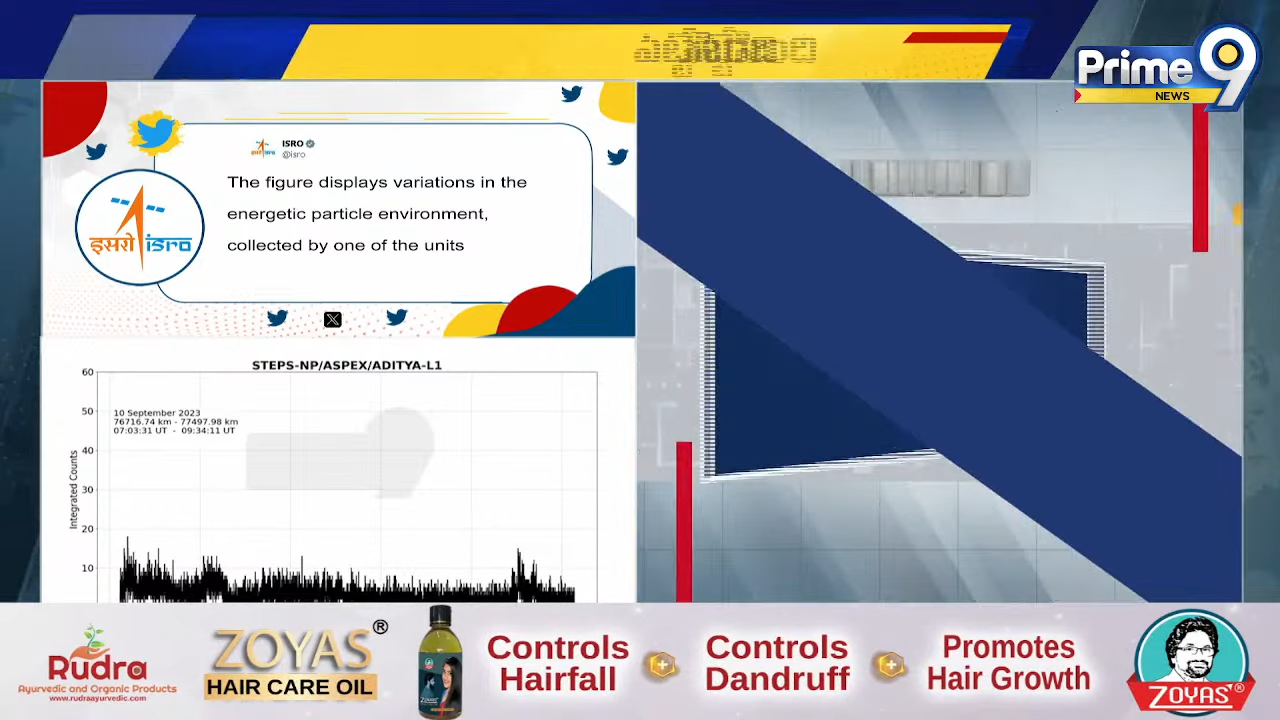 Prime9
NEWS
ISRO
@isro
The figure displays variations in the
energetic particle environment,
collected by one of the units
इसरो isro
STEPS-NP/ASPEX/ADITYA-L1
60
50
40
30
20
10
Integrated Counts
10 September 2023
76716.74 km - 77497.98 km
07:03:31 UT - 09:34:11 UT
Rudra
Ayurvedic and Organic Products
www.rudraayurvedic.com
ZOYAS®
HAIR CARE OIL
Controls
Hairfall
Controls
Dandruff
Promotes
Hair Growth
ZOYAS®